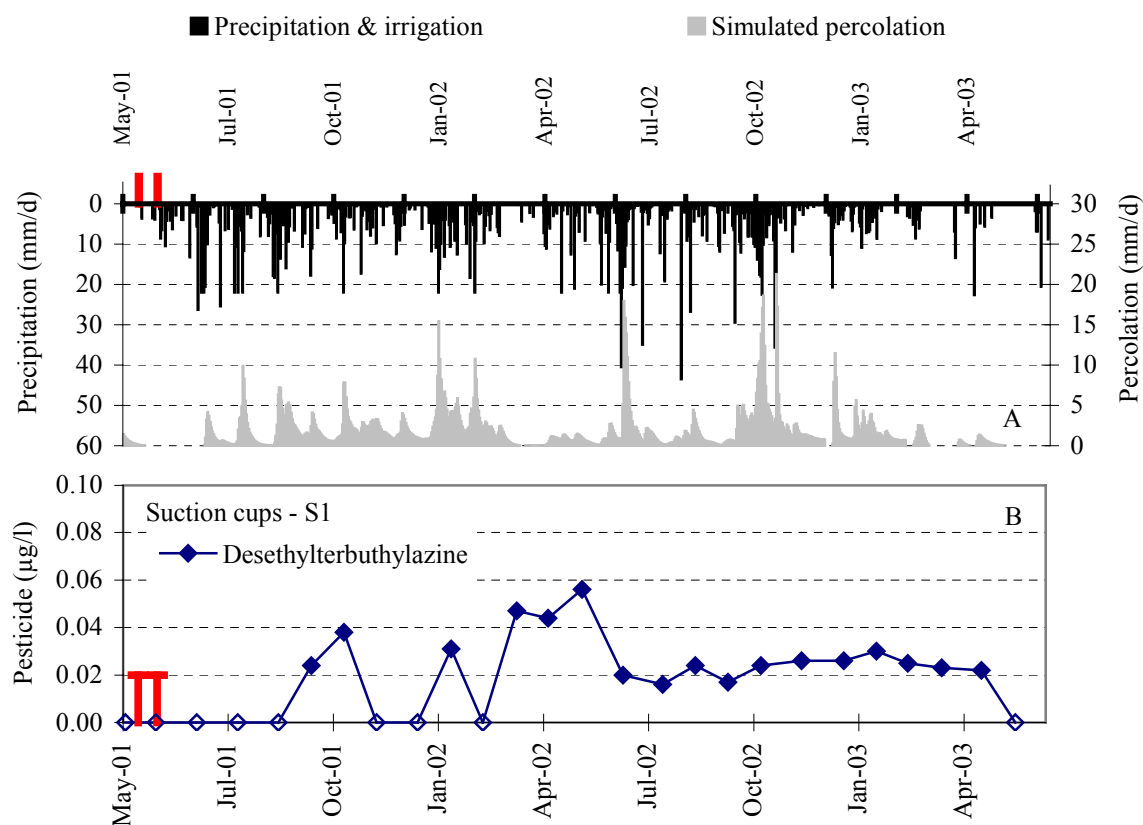 Precipitation & irrigation
Simulated percolation
May-01
Jul-01
Oct-01
Jan-02
Apr-02
Jul-02
Oct-02
Jan-03
Apr-03
Precipitation (mm/d)
0
10
20
30
40
50
60
30
25
20
15
10
5
0
Percolation (mm/d)
A
Pesticide (µg/l)
0.10
0.08
0.06
0.04
0.02
0.00
Suction cups - S1
B
Desethylterbuthylazine
May-01
Jul-01
Oct-01
Jan-02
Apr-02
Jul-02
Oct-02
Jan-03
Apr-03